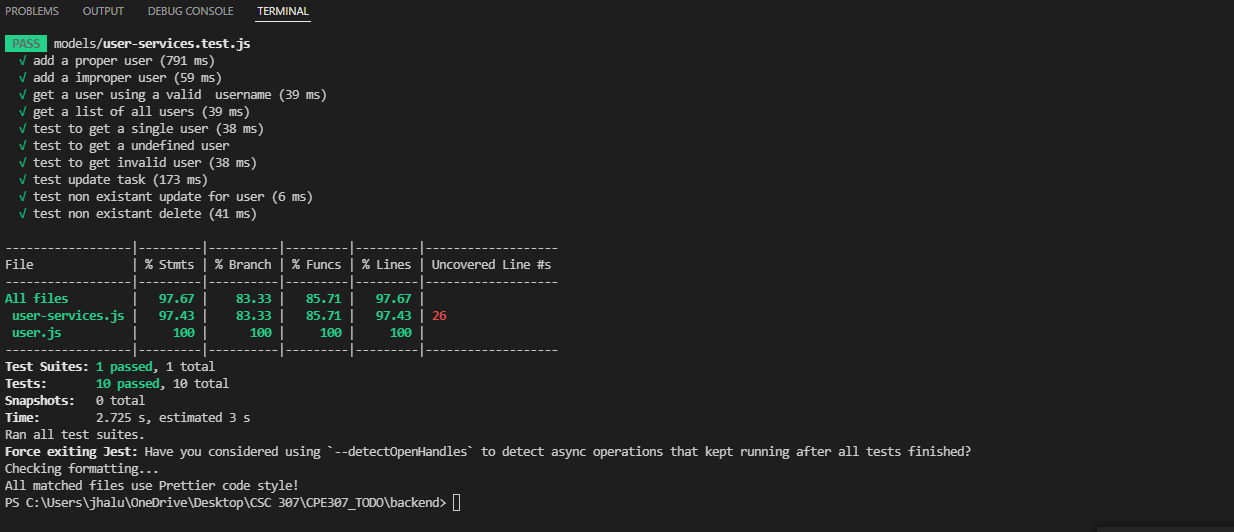 PROBLEMS OUTPUT DEBUG CONSOLE TERMINAL
PASS models/user-services.test.js
√ add a proper user (791 ms)
√ add a improper user (59 ms)
√ get a user using a valid  username (39 ms)
√ get a list of all users (39 ms)
√ test to get a single user (38 ms)
√ test to get a undefined user
√ test to get invalid user (38 ms)
√ test update task (173 ms)
√ test non existant update for user (6 ms)
√ test non existant delete (41 ms)
------------------|---------|----------|---------|---------|-------------------
File              | % Stmts | % Branch | % Funcs | % Lines | Uncovered Line #s
------------------|---------|----------|---------|---------|-------------------
All files         |   97.67 |    83.33 |   85.71 |   97.67 |
 user-services.js |   97.43 |    83.33 |   85.71 |   97.43 | 26
 user.js          |     100 |      100 |     100 |     100 |
------------------|---------|----------|---------|---------|-------------------
Test Suites: 1 passed, 1 total
Tests:       10 passed, 10 total
Snapshots:   0 total
Time:        2.725 s, estimated 3 s
Ran all test suites.
Force exiting Jest: Have you considered using `--detectOpenHandles` to detect async operations that kept running after all tests finished?
Checking formatting...
All matched files use Prettier code style!
PS C:\Users\jhalu\OneDrive\Desktop\CSC 307\CPE307_TODO\backend>